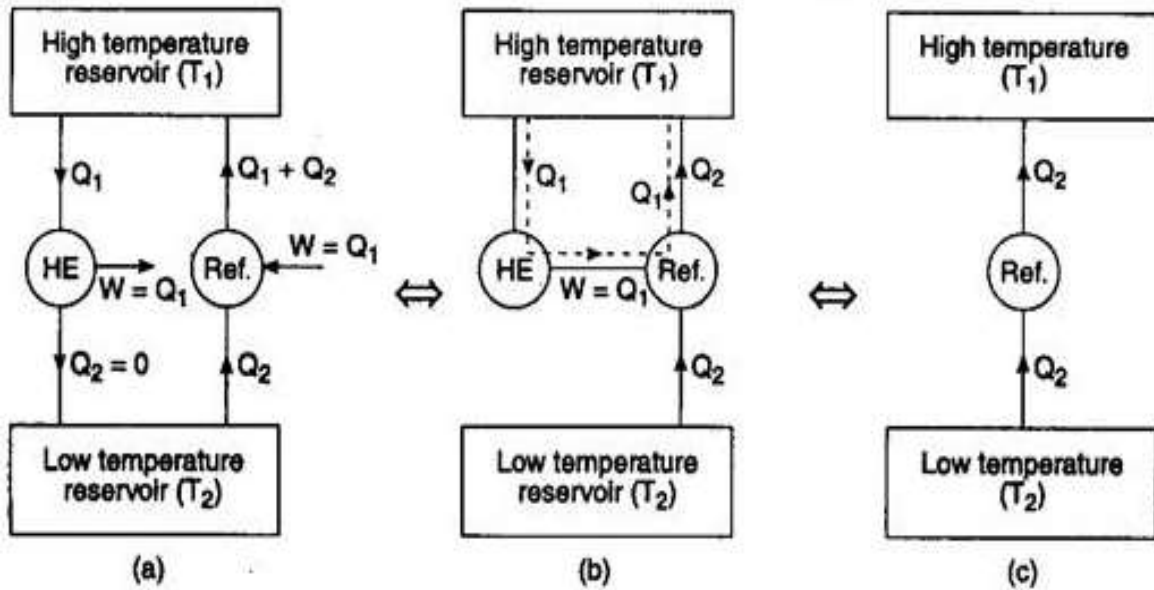 High temperature
reservoir (T₁)
Q₁
Q₁ + Q₂
HE
W = Q₁
Ref.
W = Q₁
Q₂ = 0
Q₂
Low temperature
reservoir (T₂)
(a)
⇔
High temperature
reservoir (T₁)
Q₁
Q₁
Q₂
HE
W = Q₁
Ref.
Q₂
Low temperature
reservoir (T₂)
(b)
⇔
High temperature
(T₁)
Q₂
Ref.
Q₂
Low temperature
(T₂)
(c)